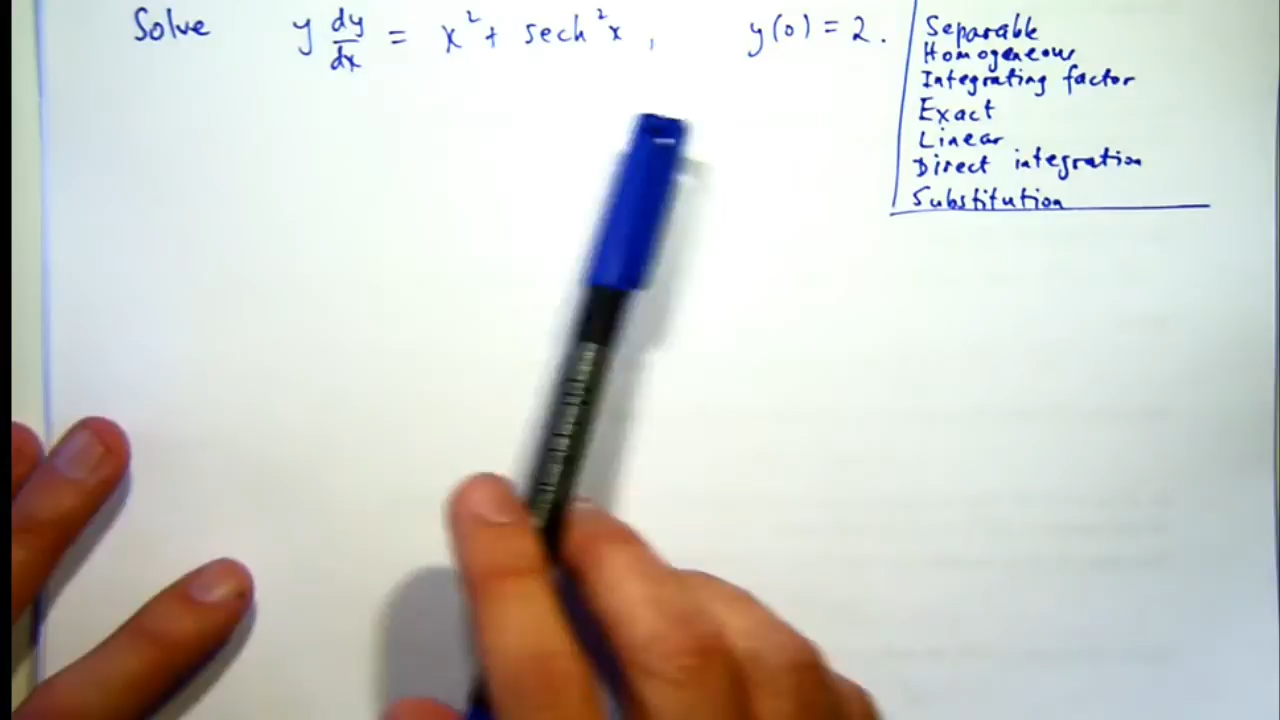 Solve y dy/dx = x² + sech²x, y(0) = 2.
Separable
Homogeneous
Integrating factor
Exact
Linear
Direct integration
Substitution